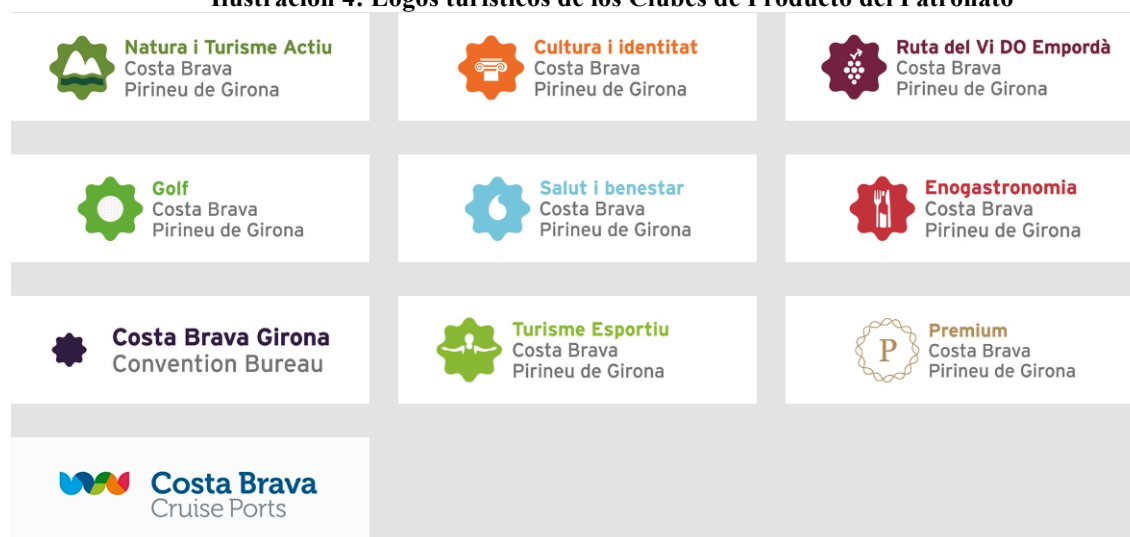 Ilustración 4: Logos turísticos de los Clubes de Producto del Patronato
Natura i Turisme Actiu
Costa Brava
Pirineu de Girona
Cultura i identitat
Costa Brava
Pirineu de Girona
Ruta del Vi DO Empordà
Costa Brava
Pirineu de Girona
Golf
Costa Brava
Pirineu de Girona
Salut i benestar
Costa Brava
Pirineu de Girona
Enogastronomia
Costa Brava
Pirineu de Girona
Costa Brava Girona
Convention Bureau
Turisme Esportiu
Costa Brava
Pirineu de Girona
P
Premium
Costa Brava
Pirineu de Girona
Costa Brava
Cruise Ports